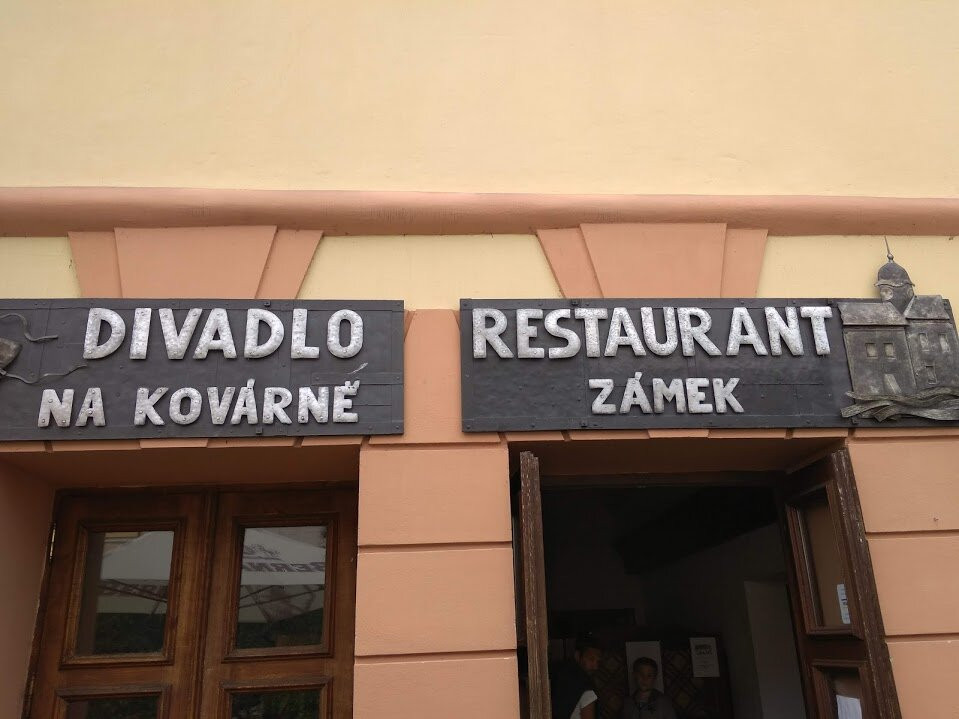 DIVADLO
NA KOVÁRNĚ
RESTAURANT
ZÁMEK